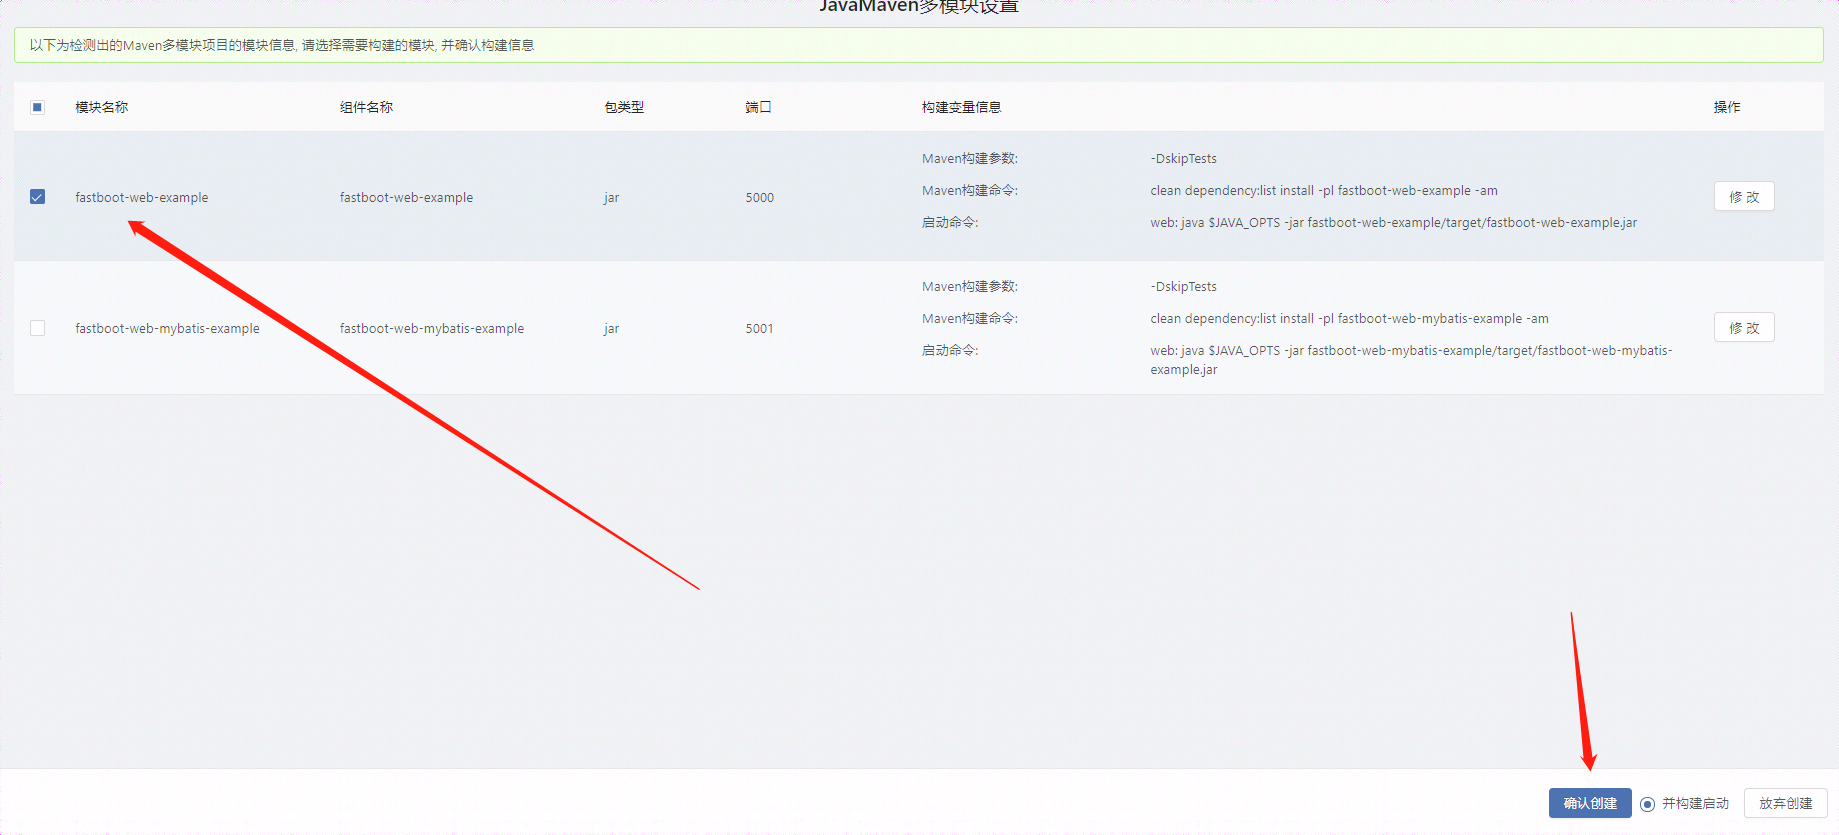 JavaMaven多模块设置
以下为检测出的Maven多模块项目的模块信息, 请选择需要构建的模块, 并确认构建信息
模块名称 组件名称 包类型 端口 构建变量信息 操作
Maven构建参数: -DskipTests
Maven构建命令: clean dependency:list install -pl fastboot-web-example -am
fastboot-web-example fastboot-web-example jar 5000 修 改
启动命令: web: java $JAVA_OPTS -jar fastboot-web-example/target/fastboot-web-example.jar
Maven构建参数: -DskipTests
Maven构建命令: clean dependency:list install -pl fastboot-web-mybatis-example -am
fastboot-web-mybatis-example fastboot-web-mybatis-example jar 5001 修 改
启动命令: web: java $JAVA_OPTS -jar fastboot-web-mybatis-example/target/fastboot-web-mybatis-
example.jar
确认创建 并构建启动 放弃创建